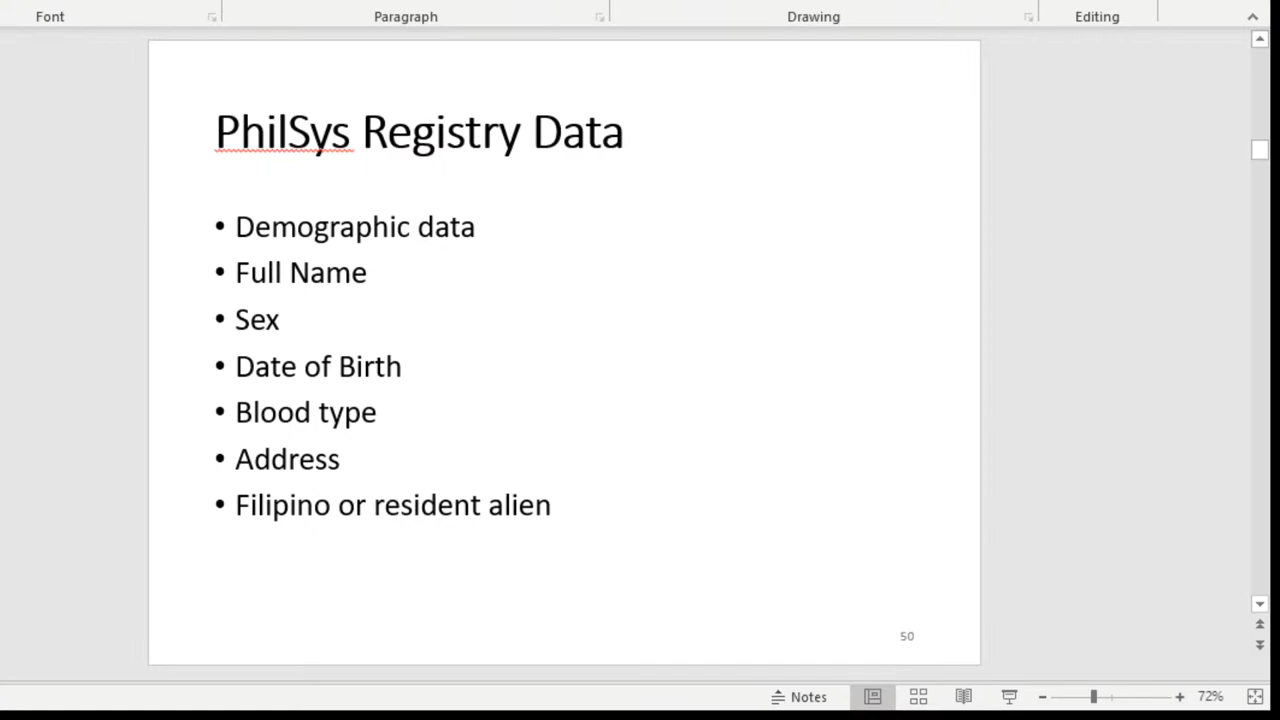 Font Paragraph Drawing Editing
PhilSys Registry Data
• Demographic data
• Full Name
• Sex
• Date of Birth
• Blood type
• Address
• Filipino or resident alien
50
Notes 72%